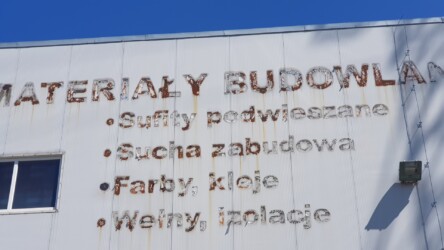 MATERIAŁY BUDOWLAN
• Sufity podwieszane
• Sucha zabudowa
• Farby, kleje
• Wełny, izolacje